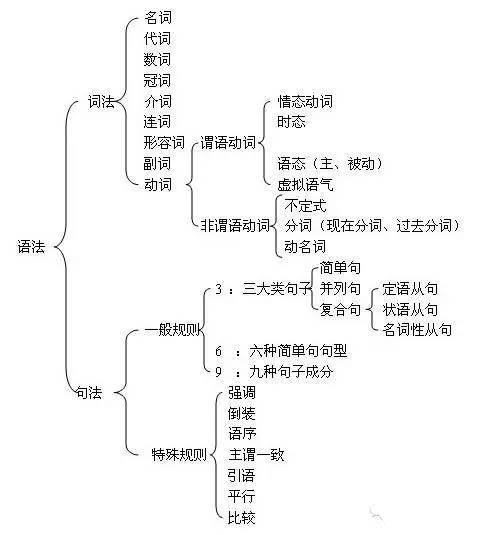 名词
代词
数词
冠词
词法 介词
连词
形容词
副词
动词
谓语动词
情态动词
时态
语态（主、被动）
虚拟语气
非谓语动词
不定式
分词（现在分词、过去分词）
动名词
语法
句法
一般规则
3：三大类句子
简单句
并列句
复合句
定语从句
状语从句
名词性从句
6：六种简单句句型
9：九种句子成分
特殊规则
强调
倒装
语序
主谓一致
引语
平行
比较